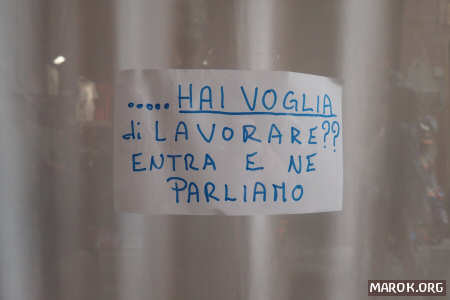 ..... HAI VOGLIA
di LAVORARE??
ENTRA E NE
PARLIAMO
MAROK.ORG